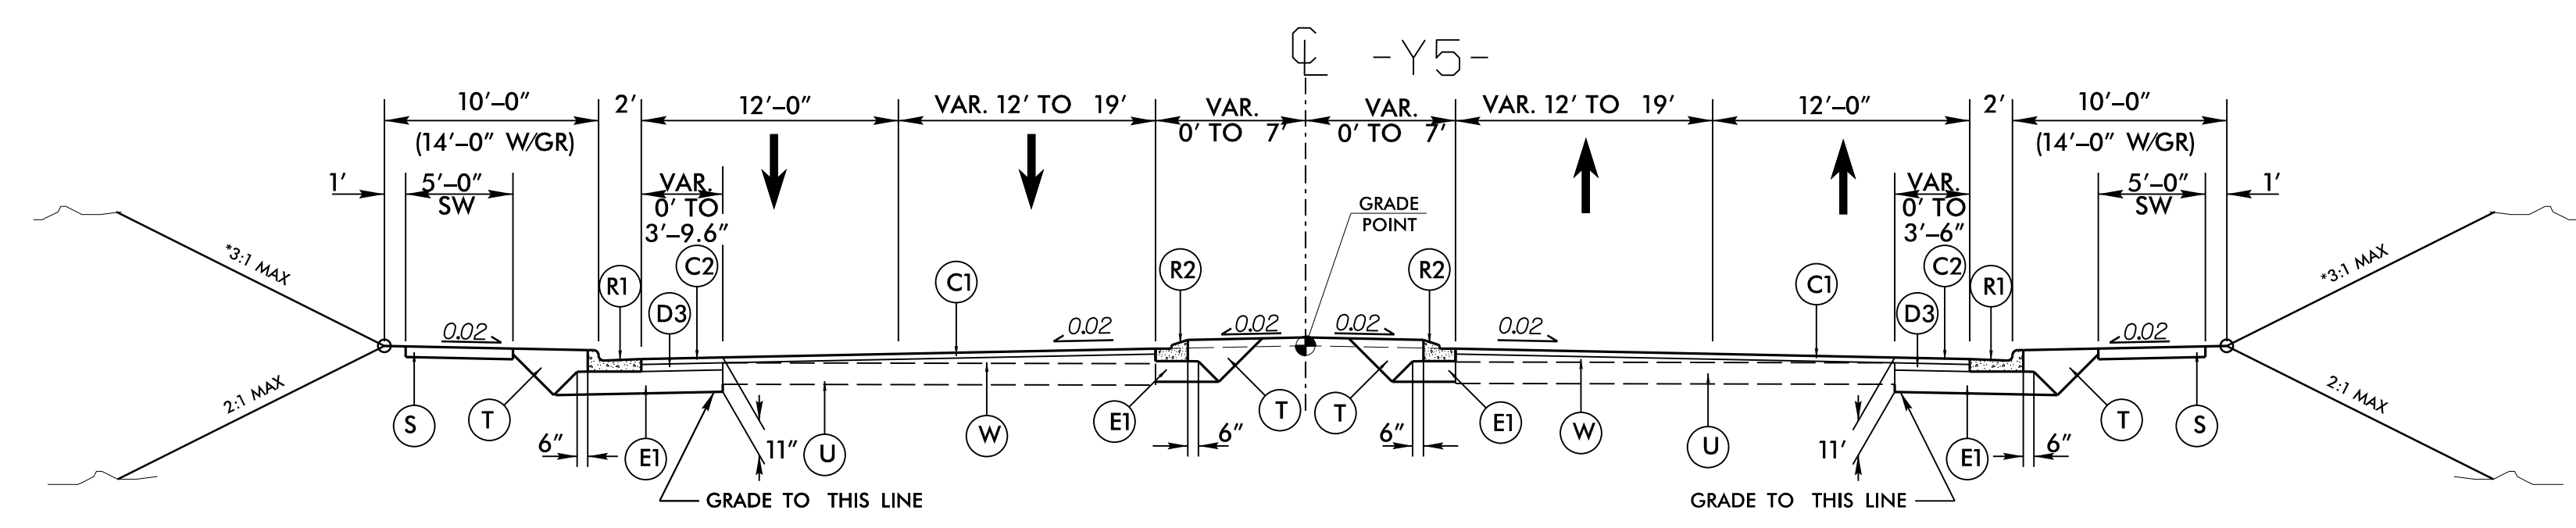 CL -Y5-
10'-0" 2' 12'-0" VAR. 12' TO 19' VAR. VAR. VAR. 12' TO 19' 12'-0" 2' 10'-0"
(14'-0" W/GR) 0' TO 7' 0' TO 7' (14'-0" W/GR)
1' 5'-0" VAR. VAR. 5'-0" 1'
SW 0' TO GRADE 0' TO SW
3'-9.6" POINT 3'-6"
*3:1 MAX R1 D3 C2 C1 R2 R2 C1 D3 C2 R1 *3:1 MAX
0.02 0.02 0.02 0.02 0.02 0.02
2:1 MAX 2:1 MAX
S T E1 U W E1 T T E1 W U E1 T S
6" 11" 6" 6" 11' 6"
GRADE TO THIS LINE GRADE TO THIS LINE